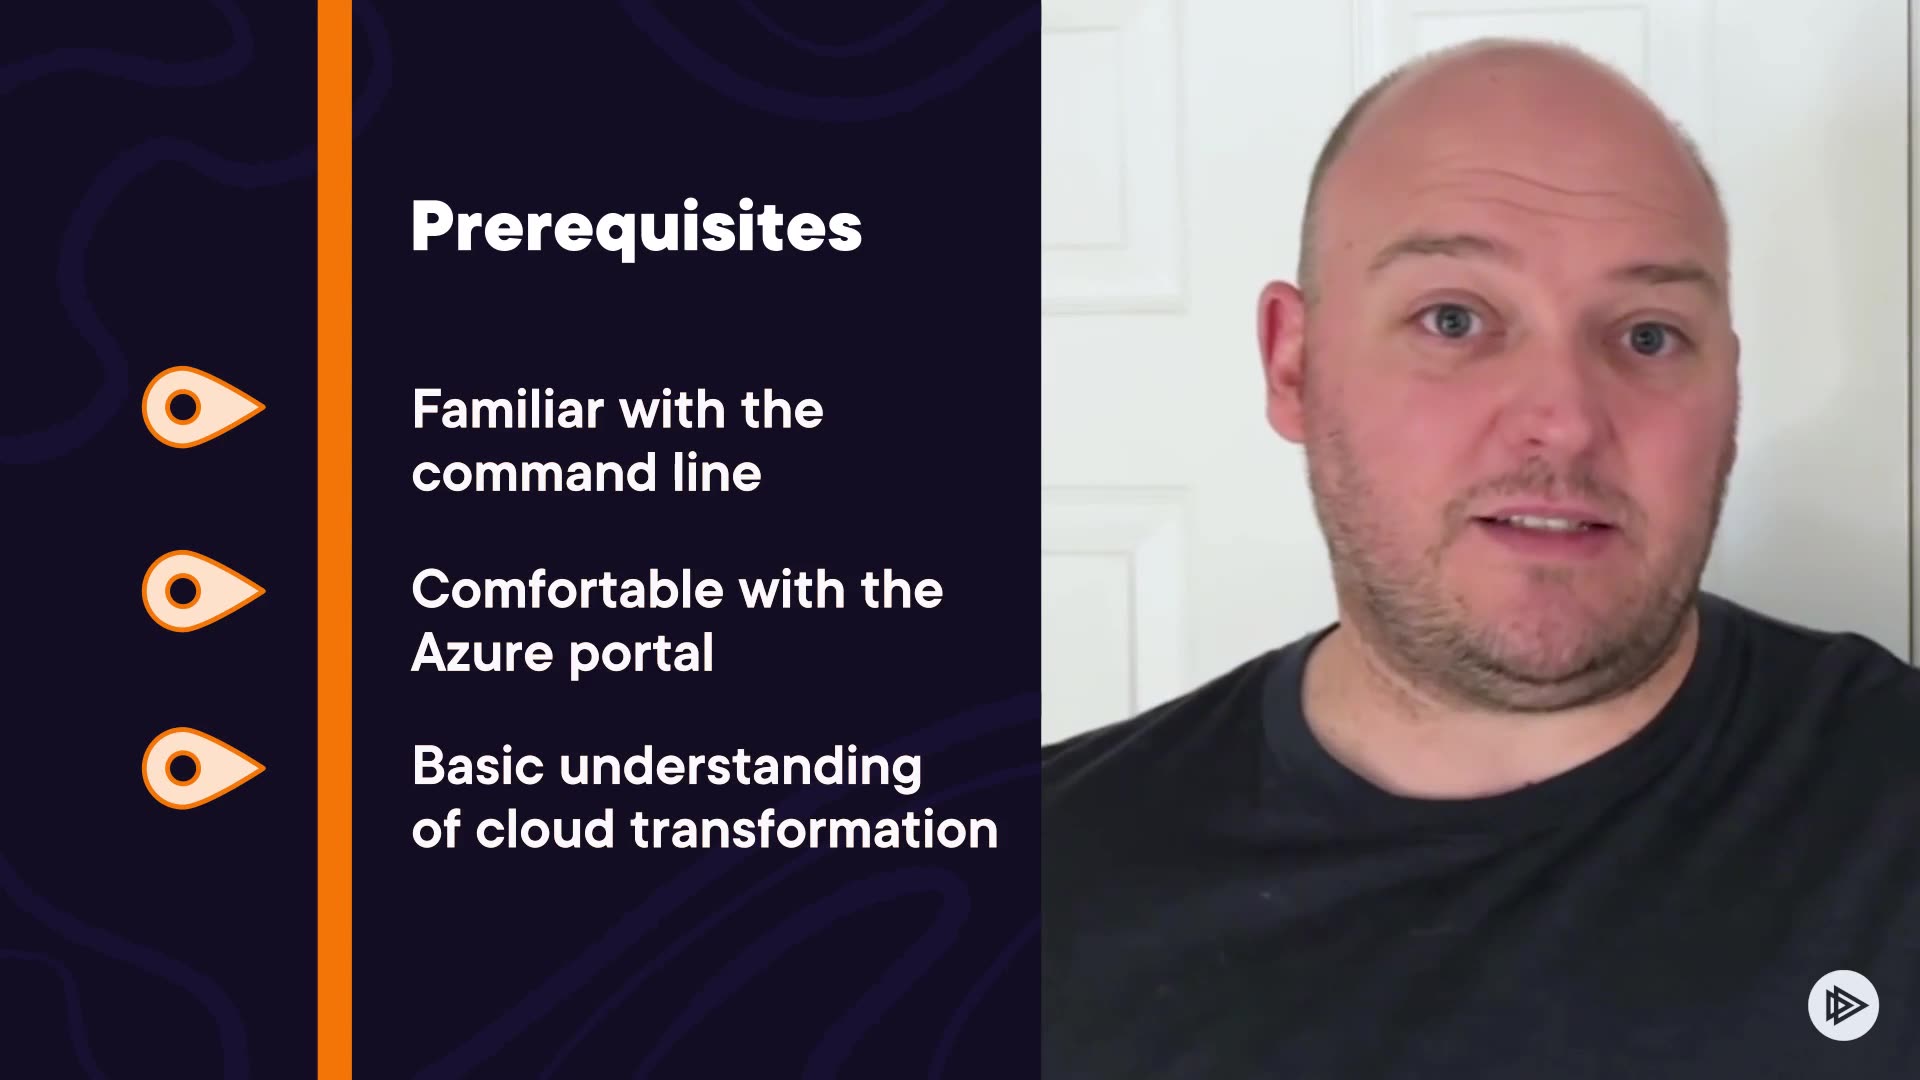 Prerequisites
Familiar with the
command line
Comfortable with the
Azure portal
Basic understanding
of cloud transformation